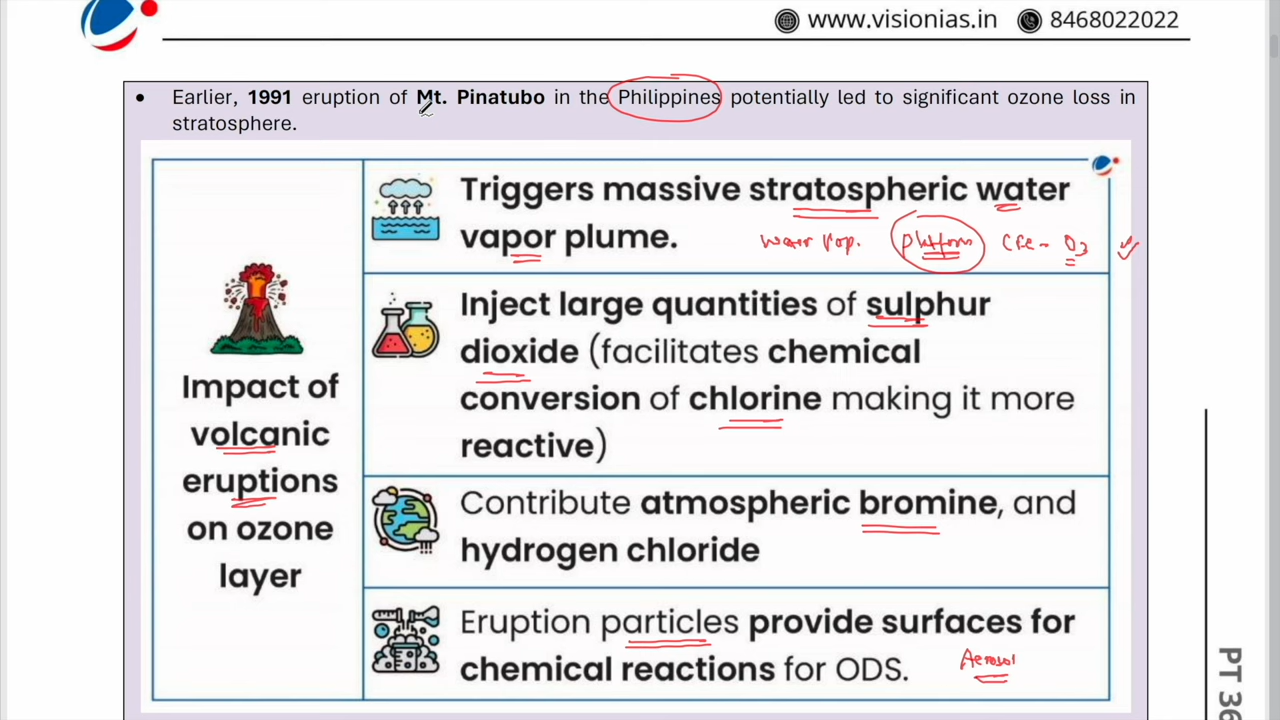 www.visionias.in 8468022022
• Earlier, 1991 eruption of Mt. Pinatubo in the Philippines potentially led to significant ozone loss in
stratosphere.
Impact of
volcanic
eruptions
on ozone
layer
Triggers massive stratospheric water
vapor plume.
Water Vap. Platform CFC - O3
Inject large quantities of sulphur
dioxide (facilitates chemical
conversion of chlorine making it more
reactive)
Contribute atmospheric bromine, and
hydrogen chloride
Eruption particles provide surfaces for
chemical reactions for ODS.
Aerosol
PT 36